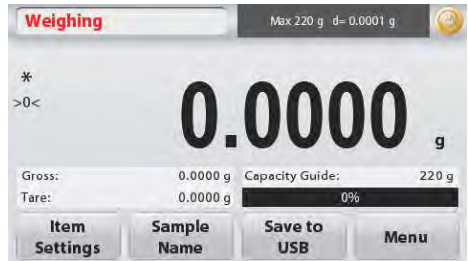 Weighing
Max 220 g d= 0.0001 g
*
>0<
0.0000 g
Gross: 0.0000 g Capacity Guide: 220 g
Tare: 0.0000 g 0%
Item Settings
Sample Name
Save to USB
Menu